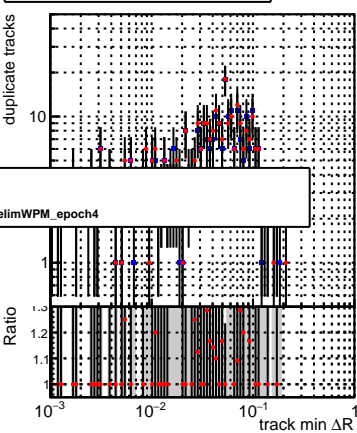 duplicate tracks
10
elimWPM_epoch4
1
Ratio
1.3
1.2
1.1
1
10−3 10−2 10−1 1
track min ΔR